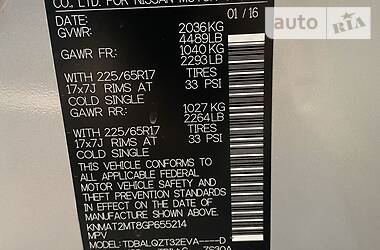 CO. LTD. FOR NISSAN MOTOR
DATE: 01 / 16
GVWR: 2036KG
4489LB
GAWR FR: 1040 KG
2293LB
WITH 225/65R17 TIRES
17x7J RIMS AT 33 PSI
COLD SINGLE
GAWR RR: 1027 KG
2264LB
WITH 225/65R17 TIRES
17x7J RIMS AT 33 PSI
COLD SINGLE
THIS VEHICLE CONFORMS TO
ALL APPLICABLE FEDERAL
MOTOR VEHICLE SAFETY AND
THEFT PREVENTION STANDARDS
IN EFFECT ON THE DATE OF
MANUFACTURE SHOWN ABOVE.
KNMAT2MT8GP655214
MPV
MODEL: TDBALQZT32EVA----D
auto RIA